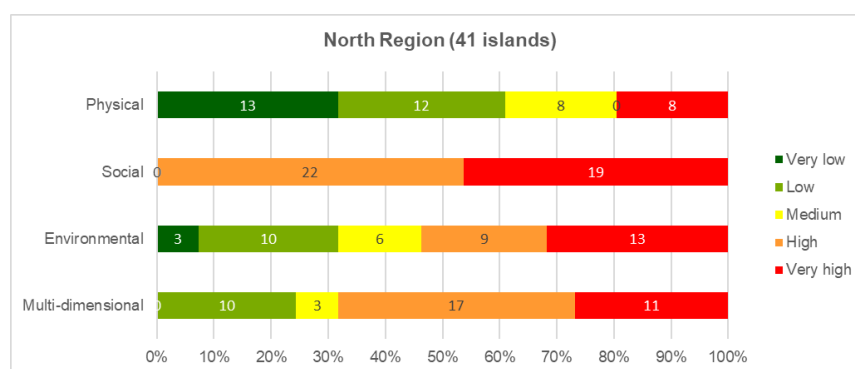 North Region (41 islands)
Physical 13 12 8 0 8
Social 0 22 19
Environmental 3 10 6 9 13
Multi-dimensional 0 10 3 17 11
0% 10% 20% 30% 40% 50% 60% 70% 80% 90% 100%
Very low
Low
Medium
High
Very high